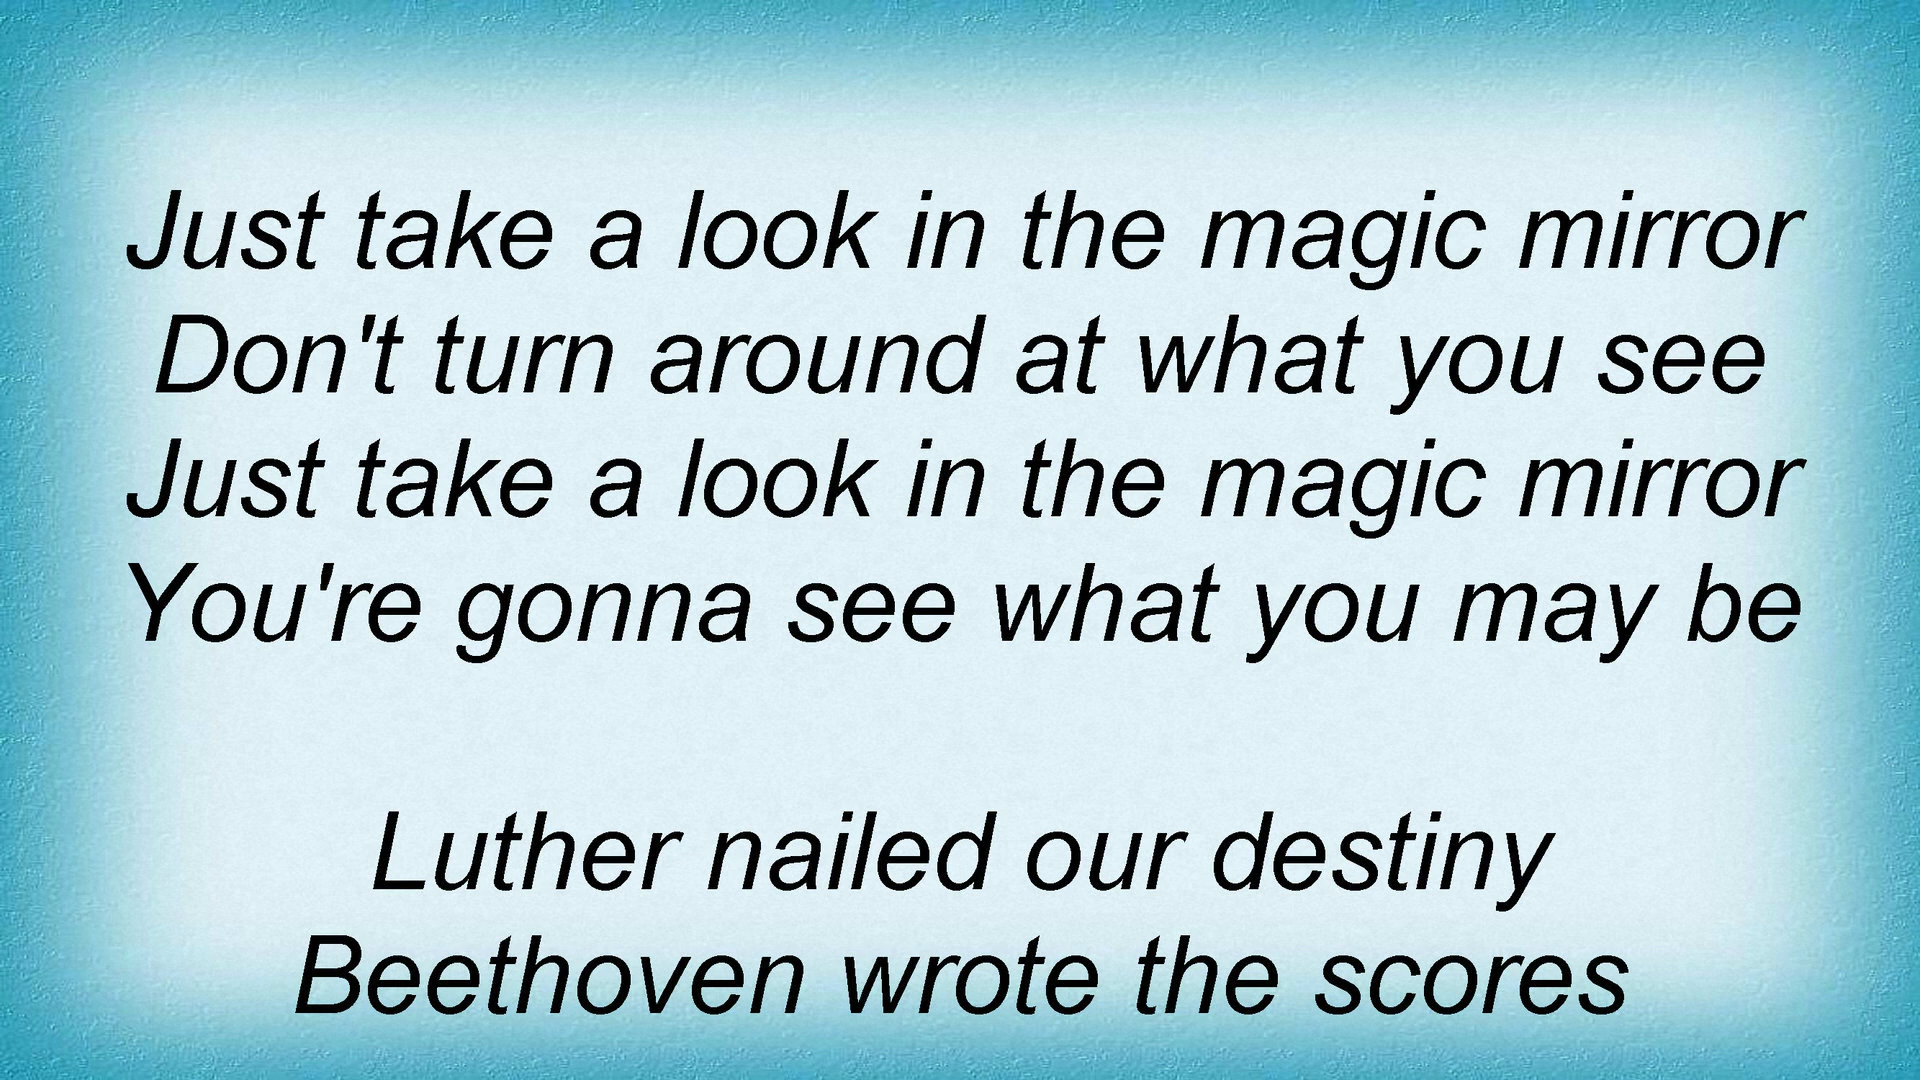 Just take a look in the magic mirror
Don't turn around at what you see
Just take a look in the magic mirror
You're gonna see what you may be
Luther nailed our destiny
Beethoven wrote the scores